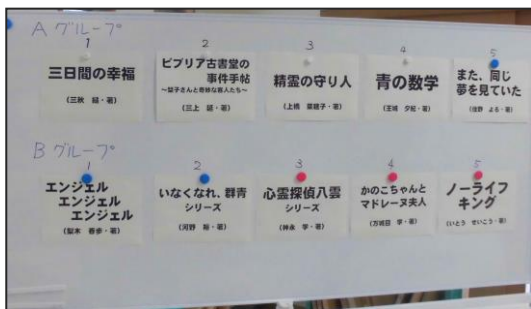 A グループ
1
三日間の幸福
(三秋 縋・著)
2
ビブリア古書堂の
事件手帖
~栞子さんと奇妙な客人たち~
(三上 延・著)
3
精霊の守り人
(上橋 菜穂子・著)
4
青の数学
(王城 夕紀・著)
5
また、同じ
夢を見ていた
(住野 よる・著)
B グループ
1
エンジェル
エンジェル
エンジェル
(梨木 香歩・著)
2
いなくなれ、群青
シリーズ
(河野 裕・著)
3
心霊探偵八雲
シリーズ
(神永 学・著)
4
かのこちゃんと
マドレーヌ夫人
(万城目 学・著)
5
ノーライフ
キング
(いとう せいこう・著)